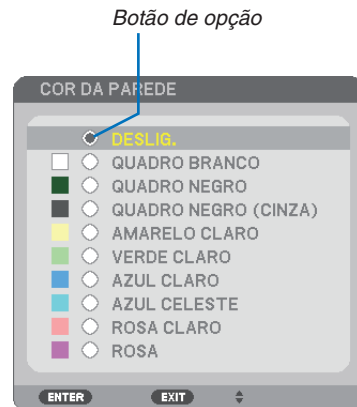 Botão de opção
COR DA PAREDE
DESLIG.
QUADRO BRANCO
QUADRO NEGRO
QUADRO NEGRO (CINZA)
AMARELO CLARO
VERDE CLARO
AZUL CLARO
AZUL CELESTE
ROSA CLARO
ROSA
ENTER EXIT